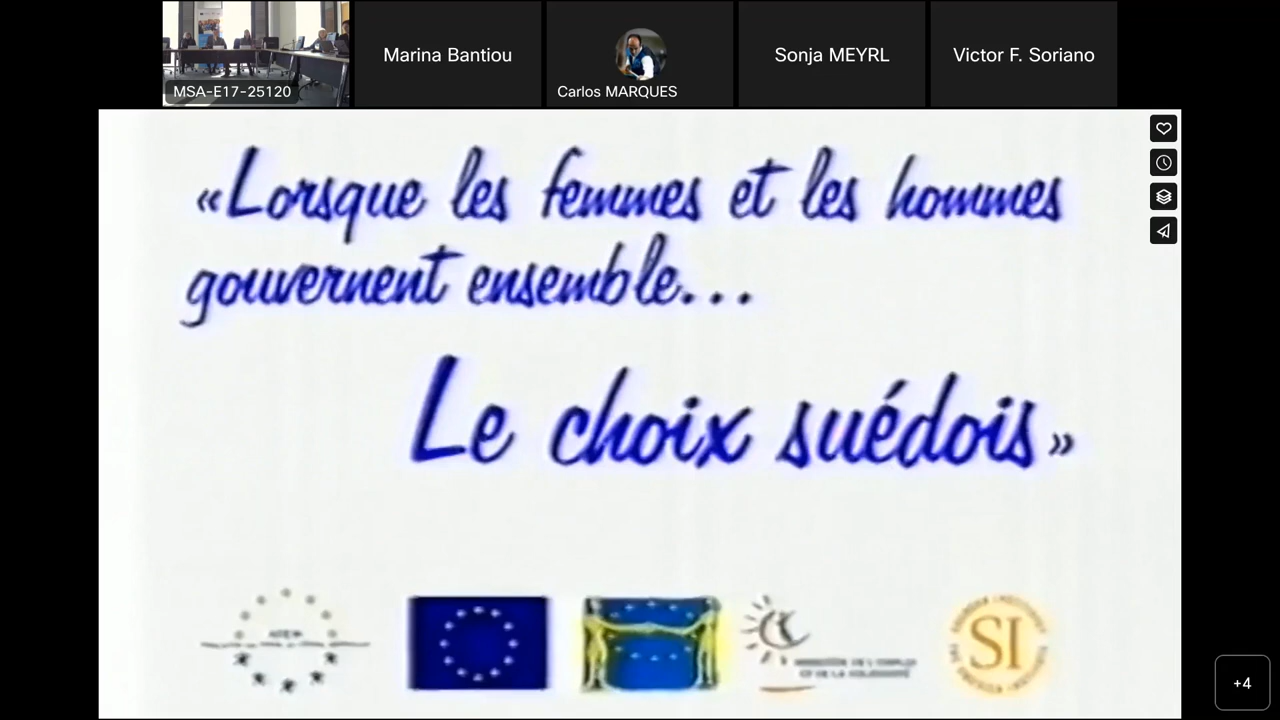 MSA-E17-25120
Marina Bantiou
Carlos MARQUES
Sonja MEYRL
Victor F. Soriano
«Lorsque les femmes et les hommes
gouvernent ensemble...
Le choix suédois»
SI
+4